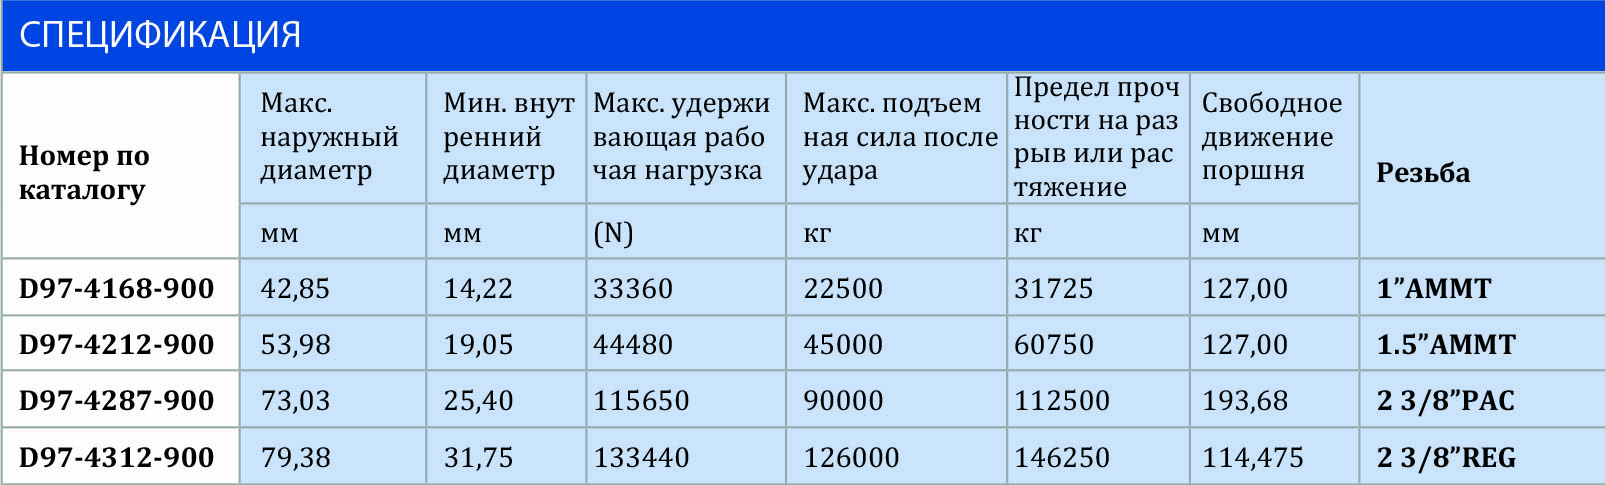 СПЕЦИФИКАЦИЯ
Номер по
каталогу
Макс.
наружный
диаметр
Мин. внут
ренний
диаметр
Макс. удержи
вающая рабо
чая нагрузка
Макс. подъем
ная сила после
удара
Предел проч
ности на раз
рыв или рас
тяжение
Свободное
движение
поршня
Резьба
мм
мм
(N)
кг
кг
мм
D97-4168-900 42,85 14,22 33360 22500 31725 127,00 1”АММТ
D97-4212-900 53,98 19,05 44480 45000 60750 127,00 1.5”АММТ
D97-4287-900 73,03 25,40 115650 90000 112500 193,68 2 3/8”PAC
D97-4312-900 79,38 31,75 133440 126000 146250 114,475 2 3/8”REG